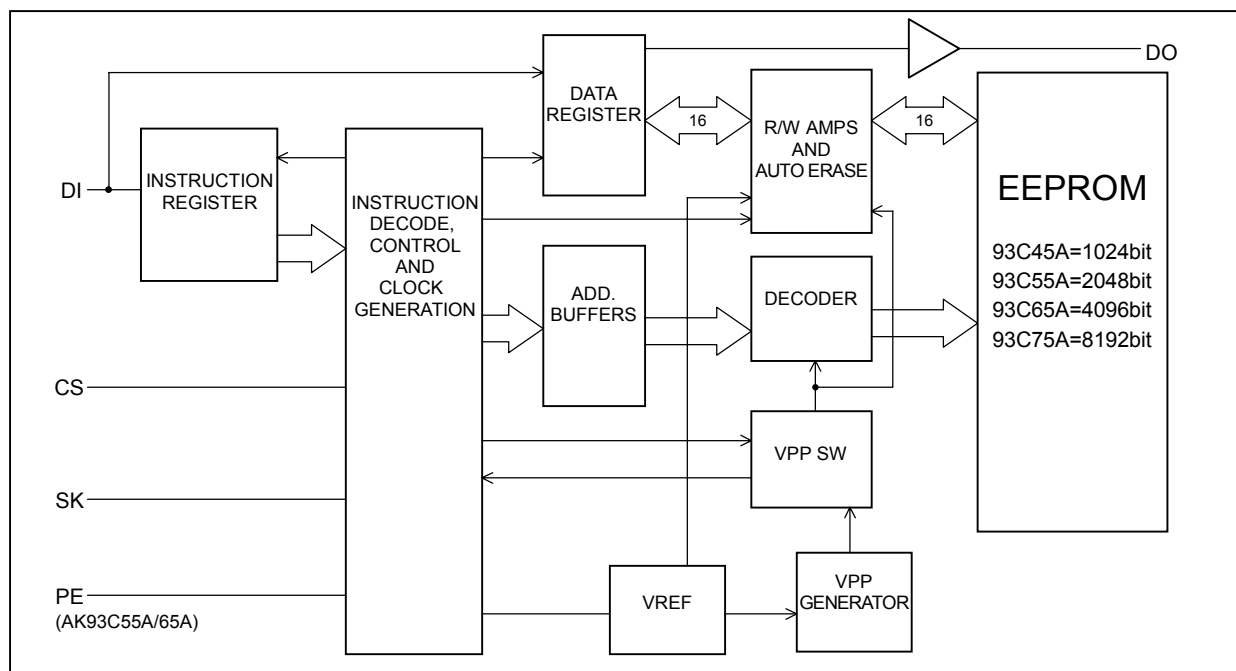 DO
DATA
REGISTER
16
R/W AMPS
AND
AUTO ERASE
16
EEPROM
93C45A=1024bit
93C55A=2048bit
93C65A=4096bit
93C75A=8192bit
DI
INSTRUCTION
REGISTER
INSTRUCTION
DECODE,
CONTROL
AND
CLOCK
GENERATION
ADD.
BUFFERS
DECODER
CS
VPP SW
SK
PE
(AK93C55A/65A)
VREF
VPP
GENERATOR